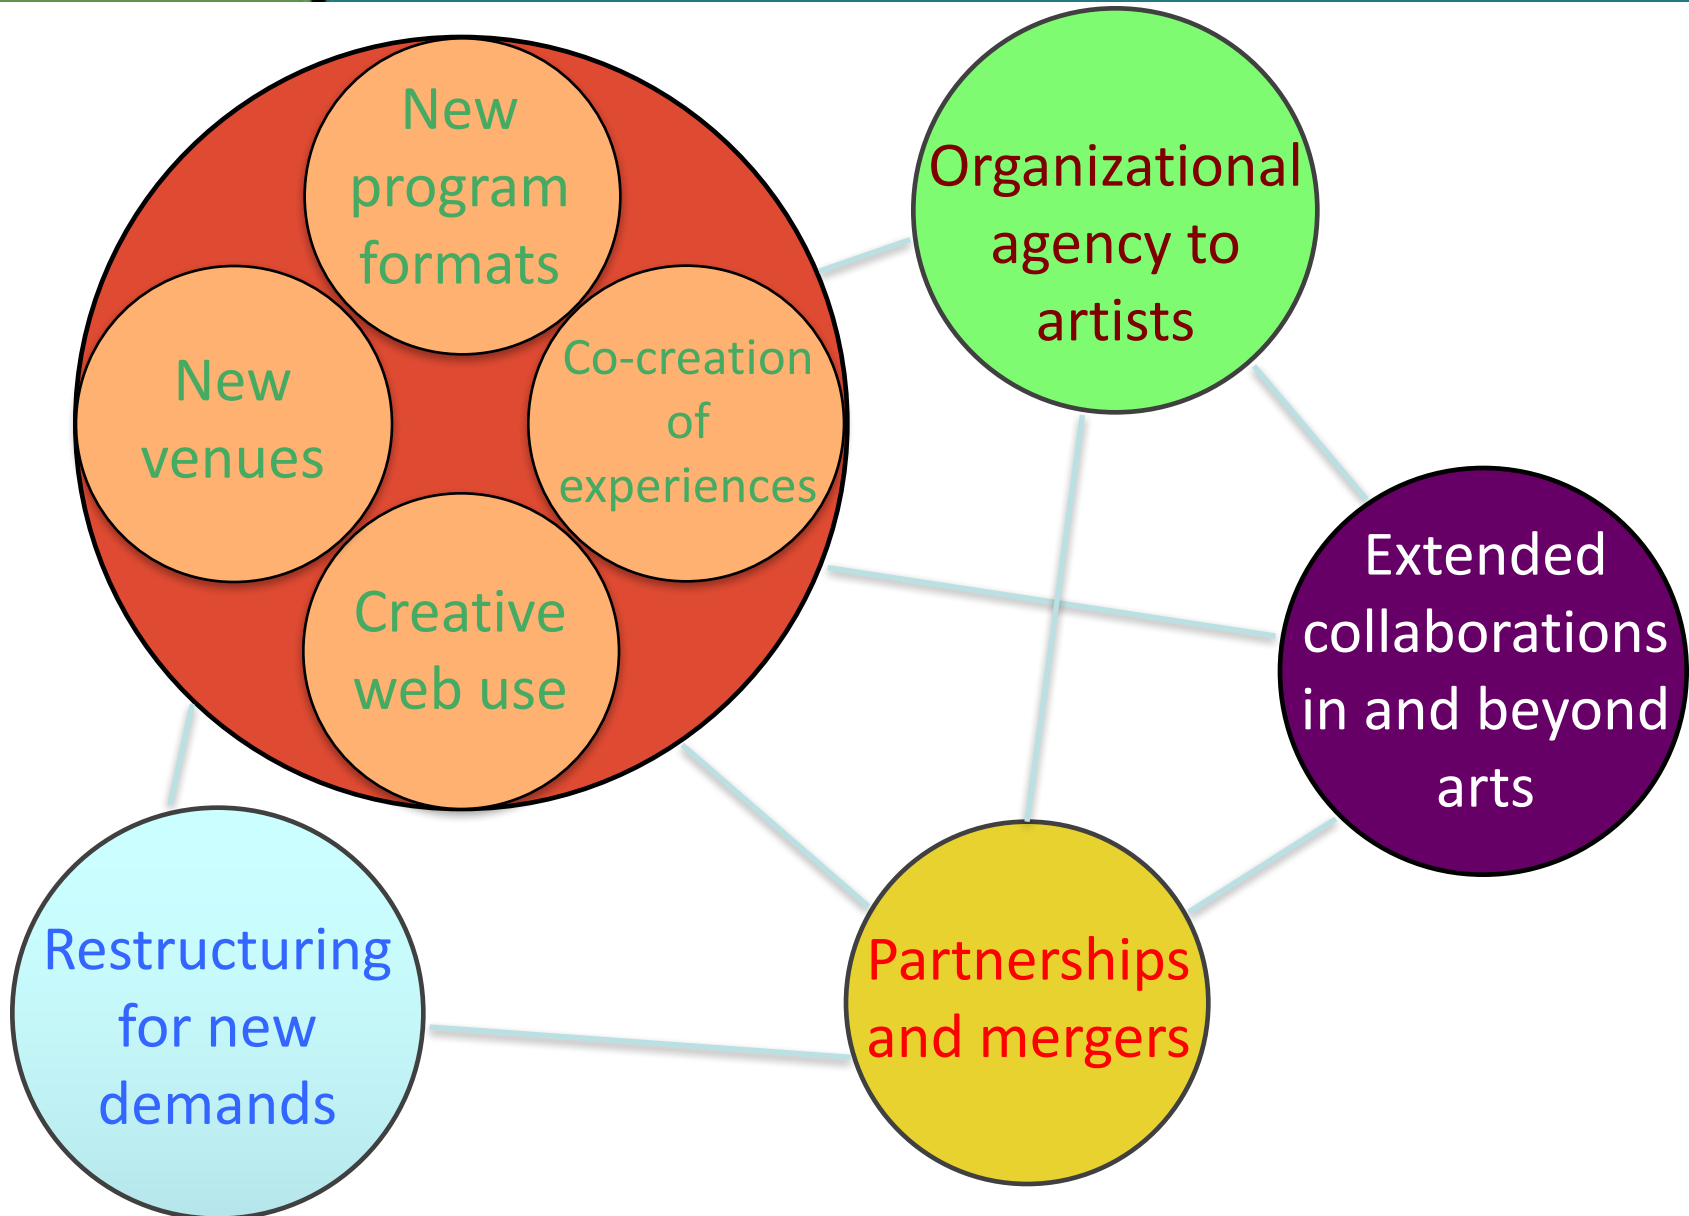 New
program
formats
New
venues
Co-creation
of
experiences
Creative
web use
Organizational
agency to
artists
Extended
collaborations
in and beyond
arts
Restructuring
for new
demands
Partnerships
and mergers